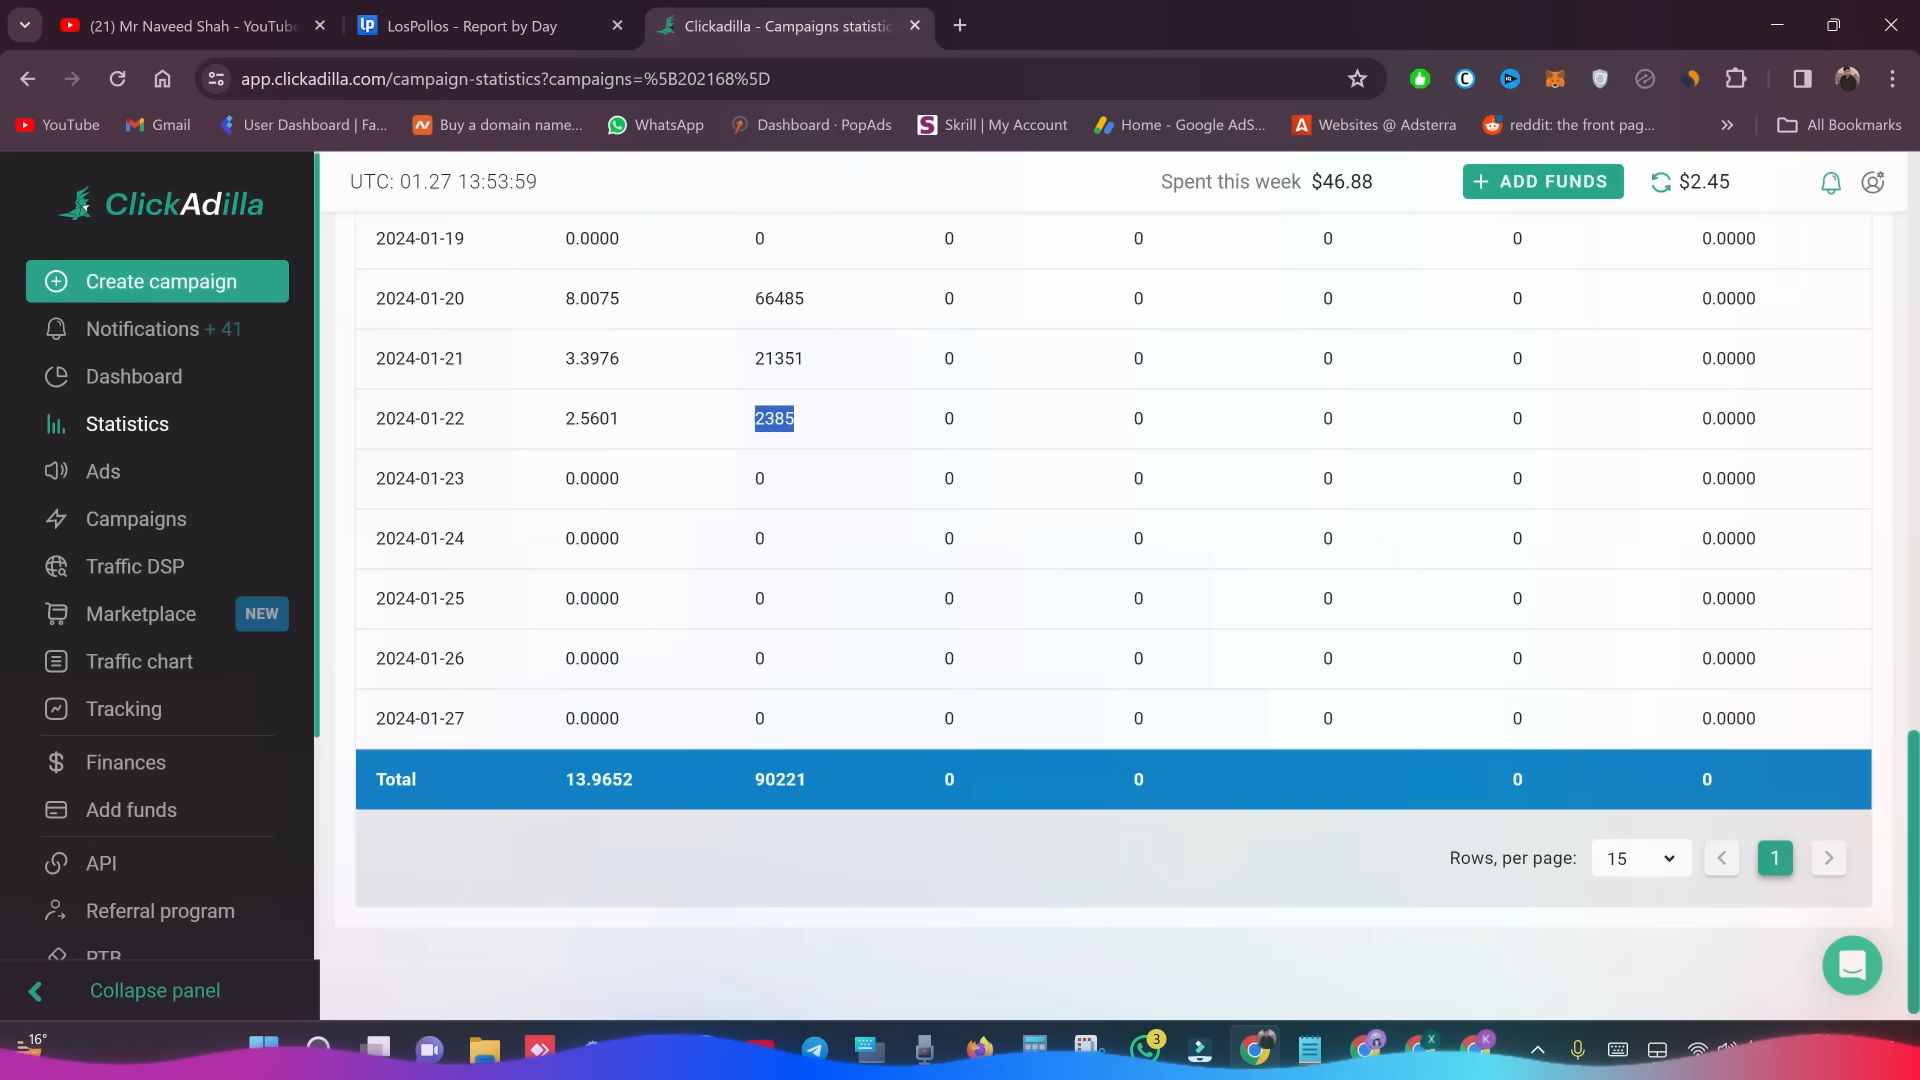 (21) Mr Naveed Shah - YouTube
LosPollos - Report by Day
Clickadilla - Campaigns statistic
app.clickadilla.com/campaign-statistics?campaigns=%5B202168%5D
YouTube
Gmail
User Dashboard | Fa...
Buy a domain name...
WhatsApp
Dashboard · PopAds
Skrill | My Account
Home - Google AdS...
Websites @ Adsterra
reddit: the front pag...
All Bookmarks
ClickAdilla
UTC: 01.27 13:53:59
Spent this week $46.88
+ ADD FUNDS
$2.45
Create campaign
Notifications + 41
Dashboard
Statistics
Ads
Campaigns
Traffic DSP
Marketplace NEW
Traffic chart
Tracking
Finances
Add funds
API
Referral program
RTB
Collapse panel
2024-01-19 0.0000 0 0 0 0 0 0.0000
2024-01-20 8.0075 66485 0 0 0 0 0.0000
2024-01-21 3.3976 21351 0 0 0 0 0.0000
2024-01-22 2.5601 2385 0 0 0 0 0.0000
2024-01-23 0.0000 0 0 0 0 0 0.0000
2024-01-24 0.0000 0 0 0 0 0 0.0000
2024-01-25 0.0000 0 0 0 0 0 0.0000
2024-01-26 0.0000 0 0 0 0 0 0.0000
2024-01-27 0.0000 0 0 0 0 0 0.0000
Total 13.9652 90221 0 0 0 0
Rows, per page: 15 1
16°
3